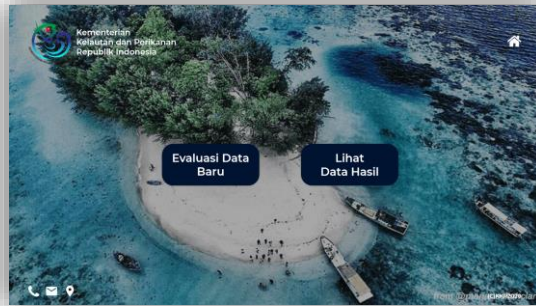 Kementerian
Kelautan dan Perikanan
Republik Indonesia
Evaluasi Data
Baru
Lihat
Data Hasil